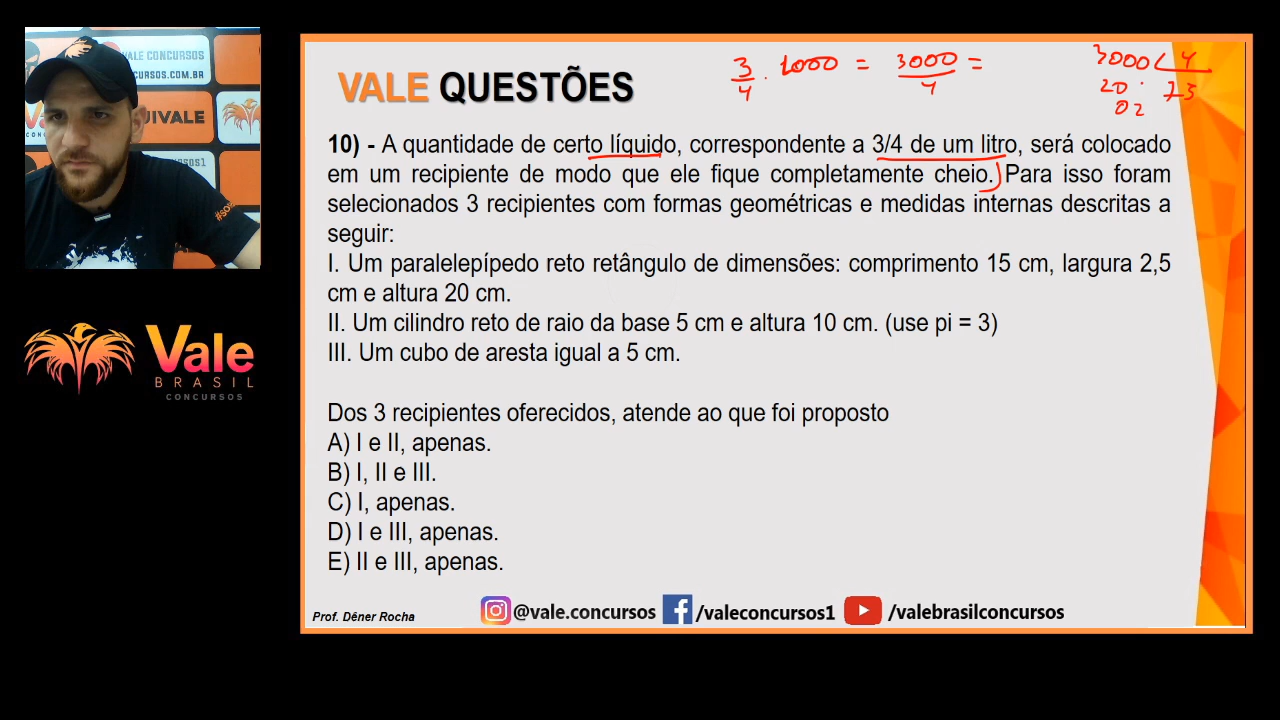 VALE CONCURSOS
CURSOS.COM.BR
UIVALE
CURSOS1
VALE QUESTÕES
3/4 . 1000 = 3000/4 =
3000 4
20 75
02
10) - A quantidade de certo líquido, correspondente a 3/4 de um litro, será colocado
em um recipiente de modo que ele fique completamente cheio. Para isso foram
selecionados 3 recipientes com formas geométricas e medidas internas descritas a
seguir:
I. Um paralelepípedo reto retângulo de dimensões: comprimento 15 cm, largura 2,5
cm e altura 20 cm.
II. Um cilindro reto de raio da base 5 cm e altura 10 cm. (use pi = 3)
III. Um cubo de aresta igual a 5 cm.
Dos 3 recipientes oferecidos, atende ao que foi proposto
A) I e II, apenas.
B) I, II e III.
C) I, apenas.
D) I e III, apenas.
E) II e III, apenas.
Vale
BRASIL
CONCURSOS
Prof. Dêner Rocha
@vale.concursos
/valeconcursos1
/valebrasilconcursos